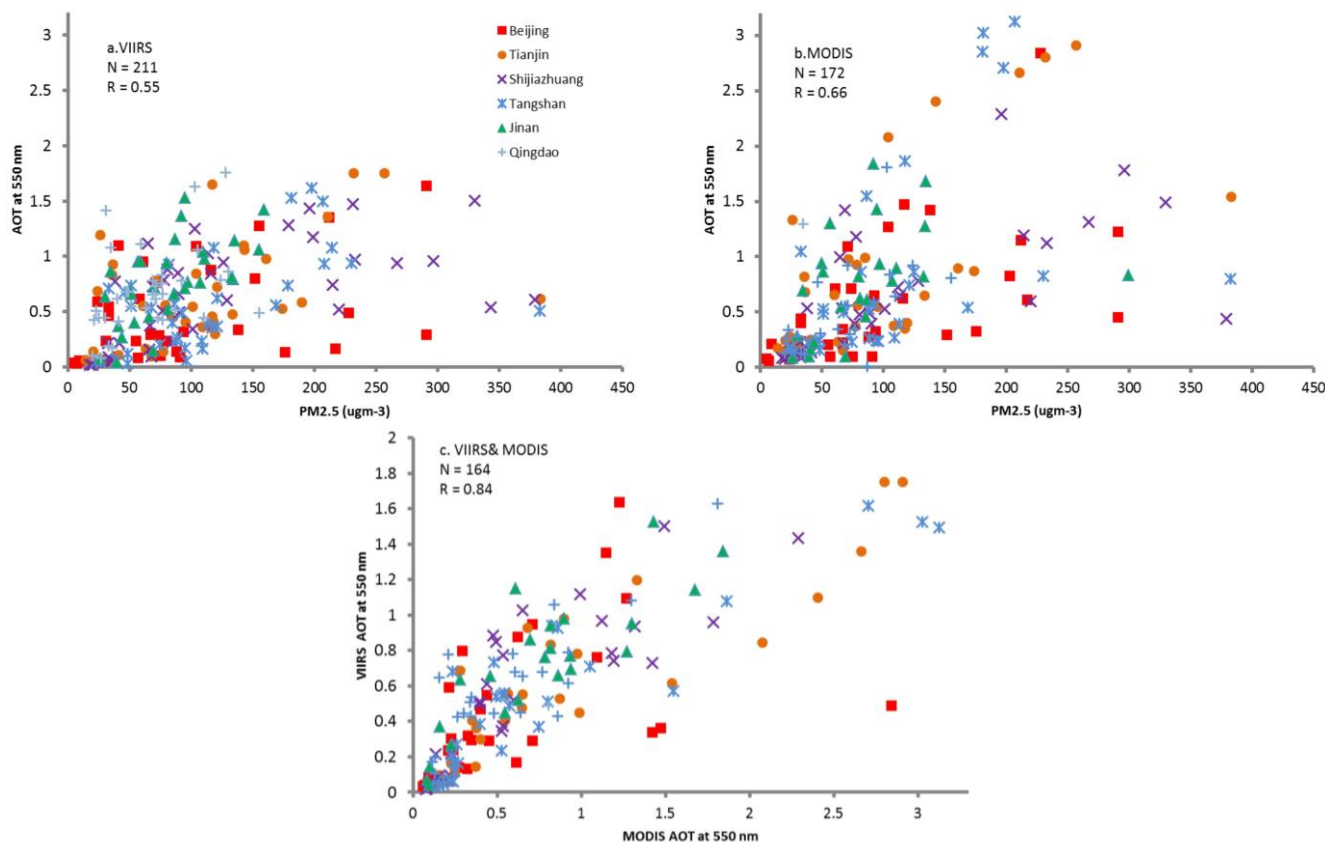 a.VIIRS
N = 211
R = 0.55
Beijing
Tianjin
Shijiazhuang
Tangshan
Jinan
Qingdao
AOT at 550 nm
3
2.5
2
1.5
1
0.5
0
0 50 100 150 200 250 300 350 400 450
PM2.5 (ugm-3)
b.MODIS
N = 172
R = 0.66
AOT at 550 nm
3
2.5
2
1.5
1
0.5
0
0 50 100 150 200 250 300 350 400 450
PM2.5 (ugm-3)
c. VIIRS& MODIS
N = 164
R = 0.84
VIIRS AOT at 550 nm
2
1.8
1.6
1.4
1.2
1
0.8
0.6
0.4
0.2
0
0 0.5 1 1.5 2 2.5 3
MODIS AOT at 550 nm